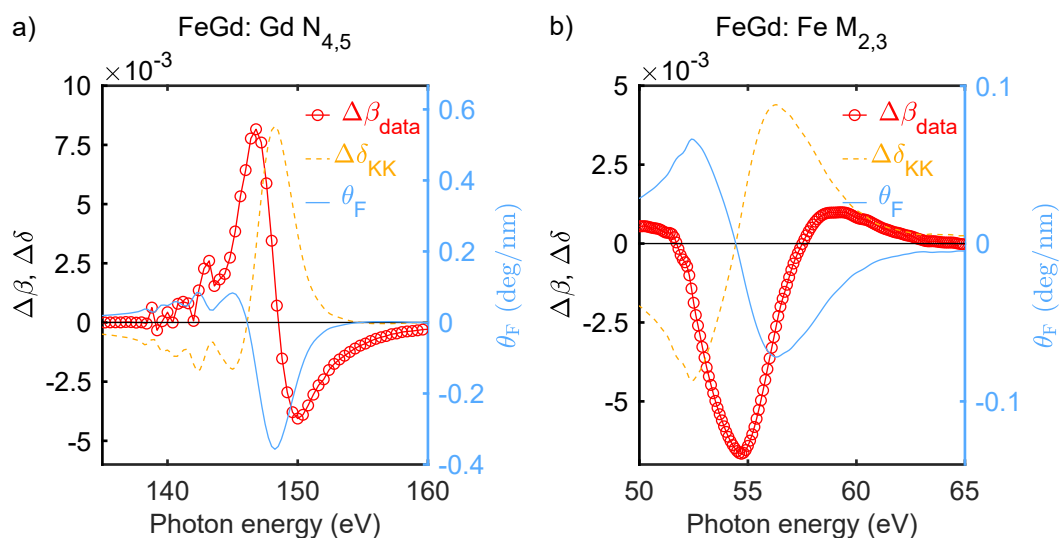 a) FeGd: Gd N4,5
×10⁻³
10
7.5
5
2.5
0
-2.5
-5
Δβ, Δδ
Δβdata
ΔδKK
θF
0.6
0.4
0.2
0
-0.2
-0.4
θF (deg/nm)
140 150 160
Photon energy (eV)
b) FeGd: Fe M2,3
×10⁻³
5
2.5
0
-2.5
-5
Δβ, Δδ
Δβdata
ΔδKK
θF
0.1
0
-0.1
θF (deg/nm)
50 55 60 65
Photon energy (eV)